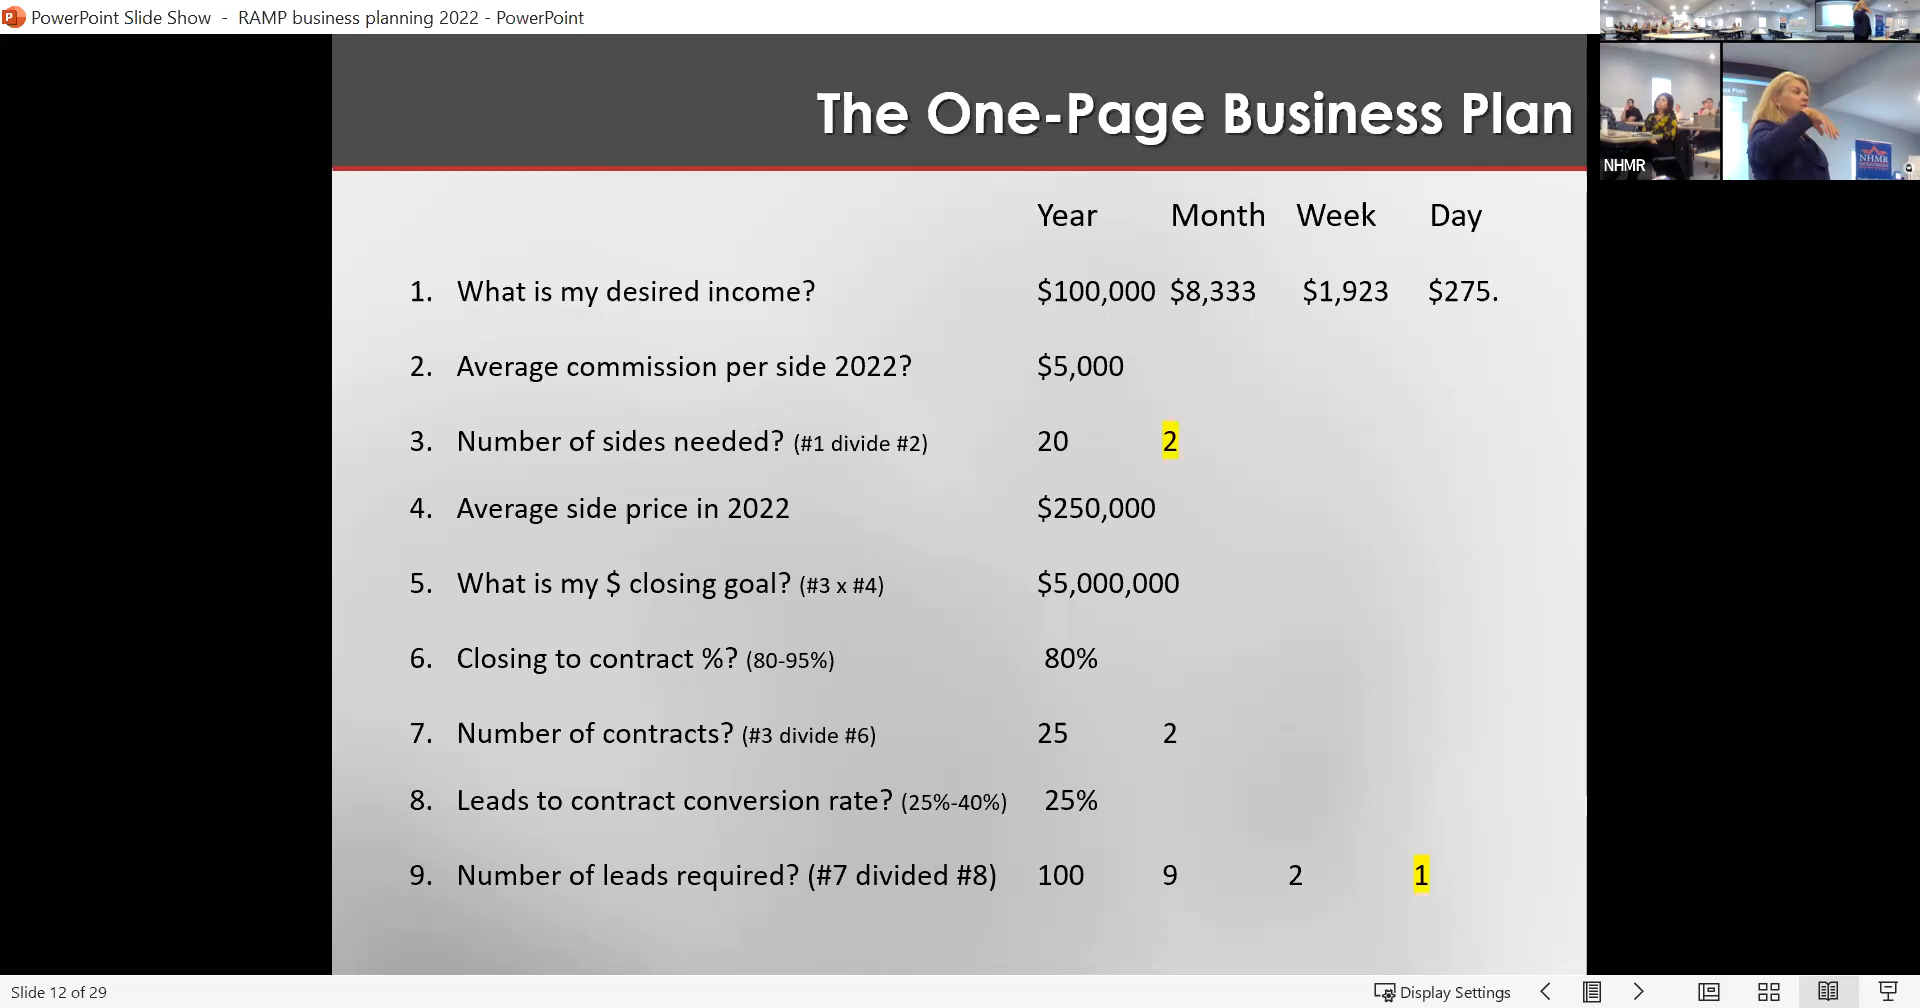 PowerPoint Slide Show - RAMP business planning 2022 - PowerPoint
The One-Page Business Plan
NHMR
NHMR
Year Month Week Day
1. What is my desired income? $100,000 $8,333 $1,923 $275.
2. Average commission per side 2022? $5,000
3. Number of sides needed? (#1 divide #2) 20 2
4. Average side price in 2022 $250,000
5. What is my $ closing goal? (#3 x #4) $5,000,000
6. Closing to contract %? (80-95%) 80%
7. Number of contracts? (#3 divide #6) 25 2
8. Leads to contract conversion rate? (25%-40%) 25%
9. Number of leads required? (#7 divided #8) 100 9 2 1
Slide 12 of 29 Display Settings